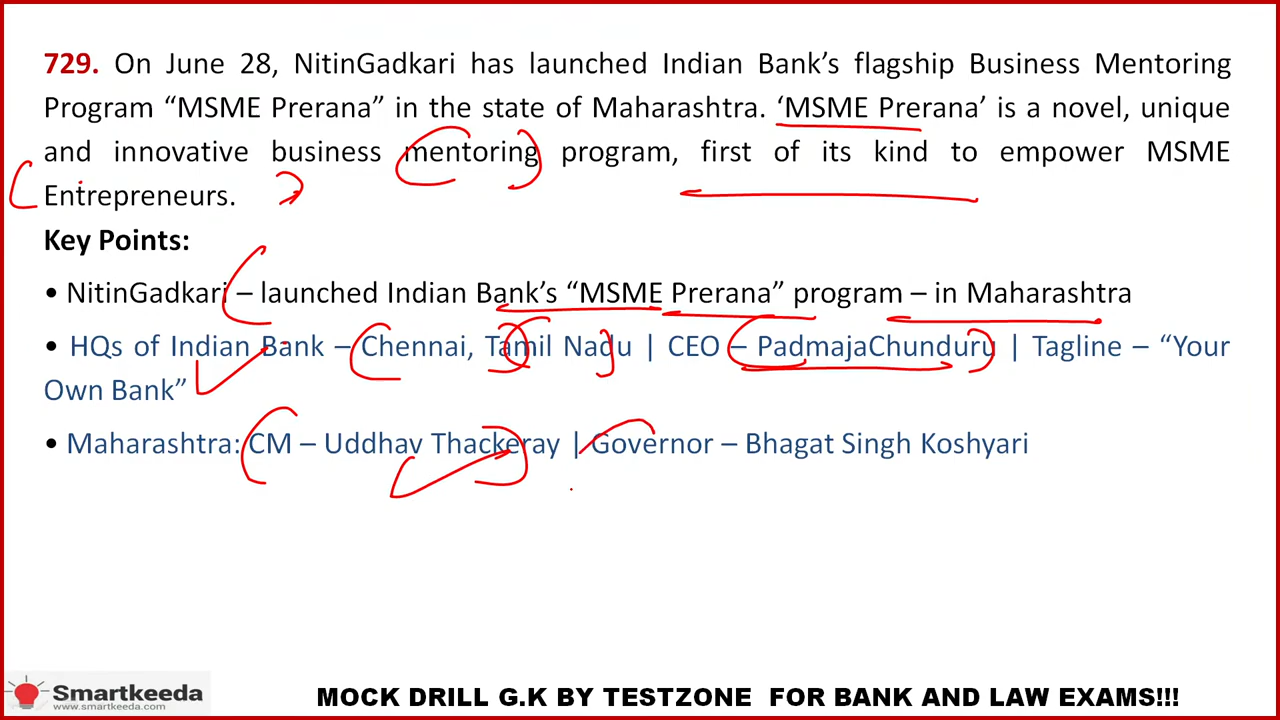 729. On June 28, NitinGadkari has launched Indian Bank’s flagship Business Mentoring
Program “MSME Prerana” in the state of Maharashtra. ‘MSME Prerana’ is a novel, unique
and innovative business mentoring program, first of its kind to empower MSME
Entrepreneurs.
Key Points:
• NitinGadkari – launched Indian Bank’s “MSME Prerana” program – in Maharashtra
• HQs of Indian Bank – Chennai, Tamil Nadu | CEO – PadmajaChunduru | Tagline – “Your
Own Bank”
• Maharashtra: CM – Uddhav Thackeray | Governor – Bhagat Singh Koshyari
Smartkeeda
www.smartkeeda.com
MOCK DRILL G.K BY TESTZONE FOR BANK AND LAW EXAMS!!!